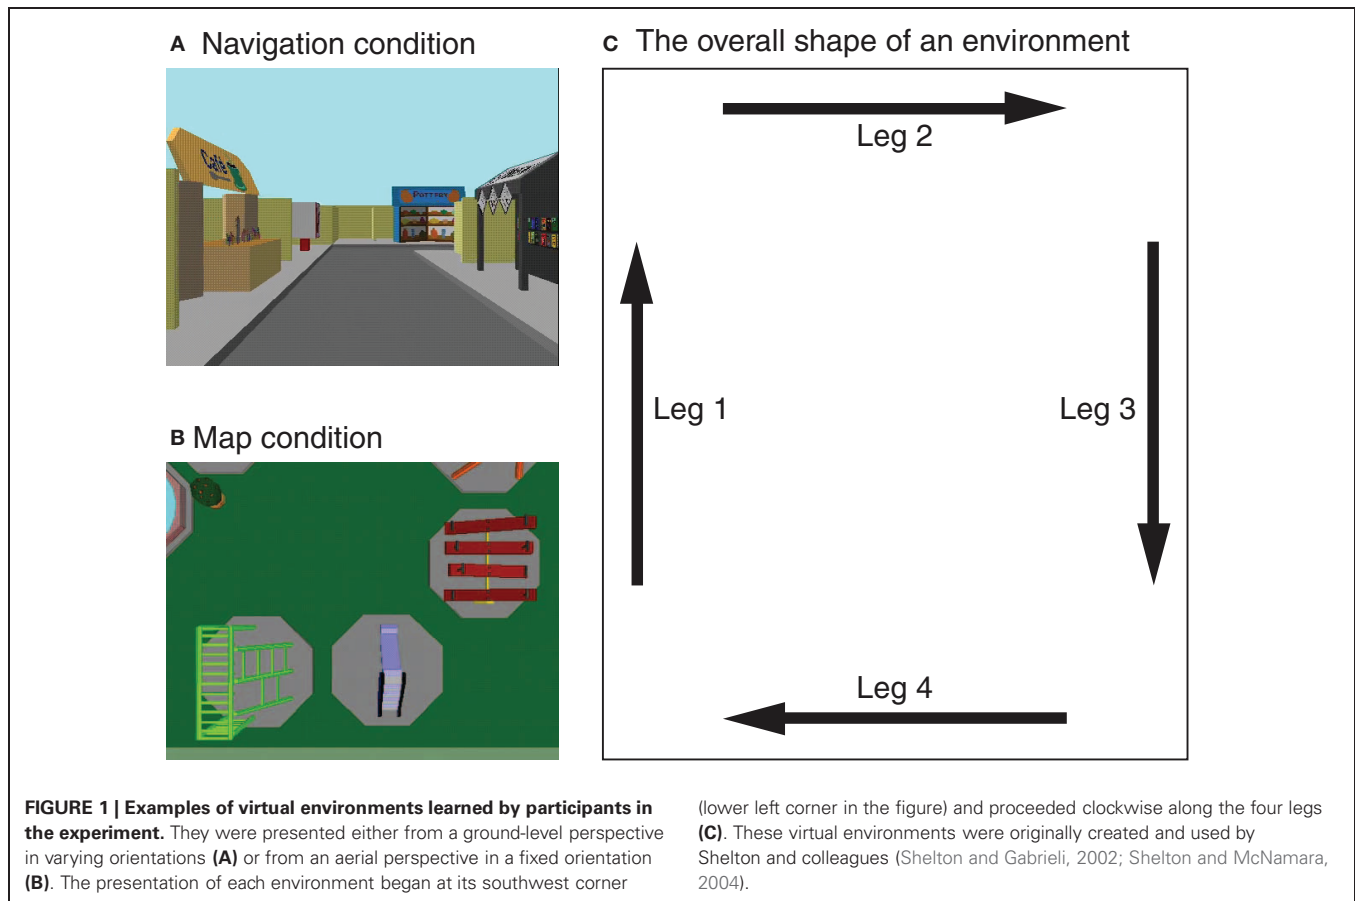 A Navigation condition
Café
POTTERY
B Map condition
C The overall shape of an environment
Leg 2
Leg 1
Leg 3
Leg 4
FIGURE 1 | Examples of virtual environments learned by participants in
the experiment. They were presented either from a ground-level perspective
in varying orientations (A) or from an aerial perspective in a fixed orientation
(B). The presentation of each environment began at its southwest corner
(lower left corner in the figure) and proceeded clockwise along the four legs
(C). These virtual environments were originally created and used by
Shelton and colleagues (Shelton and Gabrieli, 2002; Shelton and McNamara,
2004).